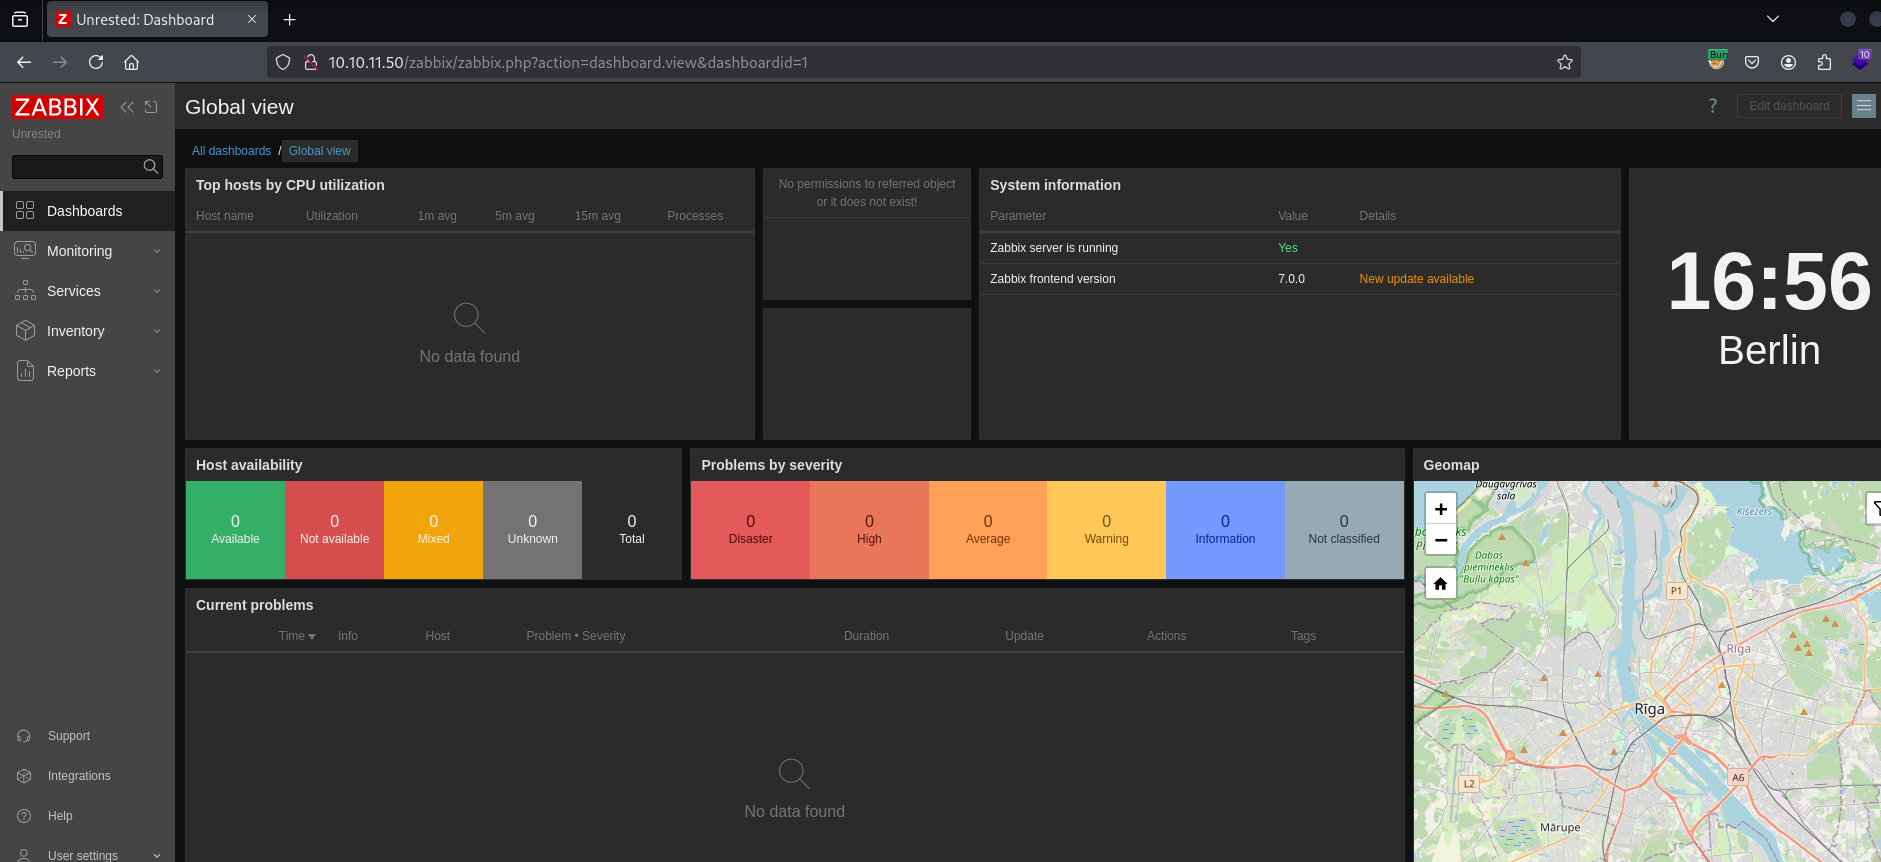 Unrested: Dashboard
10.10.11.50/zabbix/zabbix.php?action=dashboard.view&dashboardid=1
Burp
10
ZABBIX
Unrested
Dashboards
Monitoring
Services
Inventory
Reports
Support
Integrations
Help
User settings
Global view
?
Edit dashboard
All dashboards / Global view
Top hosts by CPU utilization
Host name Utilization 1m avg 5m avg 15m avg Processes
No data found
No permissions to referred object
or it does not exist!
System information
Parameter Value Details
Zabbix server is running Yes
Zabbix frontend version 7.0.0 New update available
16:56
Berlin
Host availability
0 Available
0 Not available
0 Mixed
0 Unknown
0 Total
Problems by severity
0 Disaster
0 High
0 Average
0 Warning
0 Information
0 Not classified
Geomap
+
−
Daugavgrīvas
sala
Dabas
piemineklis
"Buļļu kāpas"
Ķīšezers
P1
Rīga
Rīga
L2
A6
Mārupe
Current problems
Time Info Host Problem • Severity Duration Update Actions Tags
No data found